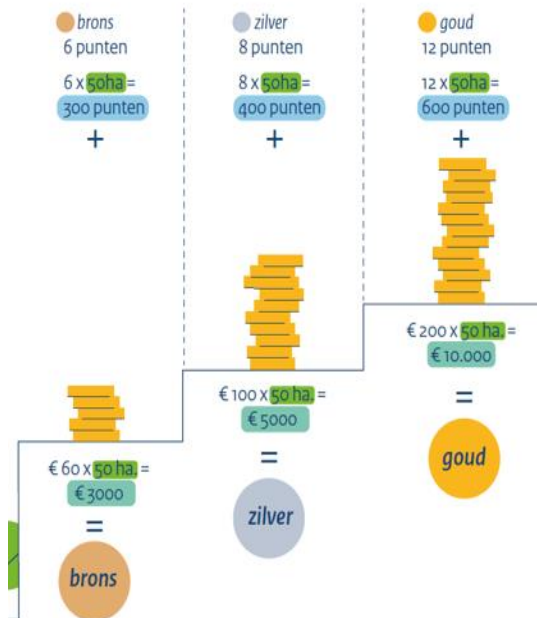 brons
6 punten
6 x 50ha =
300 punten
+
€ 60 x 50 ha. =
€ 3000
=
brons
zilver
8 punten
8 x 50ha =
400 punten
+
€ 100 x 50 ha. =
€ 5000
=
zilver
goud
12 punten
12 x 50ha =
600 punten
+
€ 200 x 50 ha. =
€ 10.000
=
goud